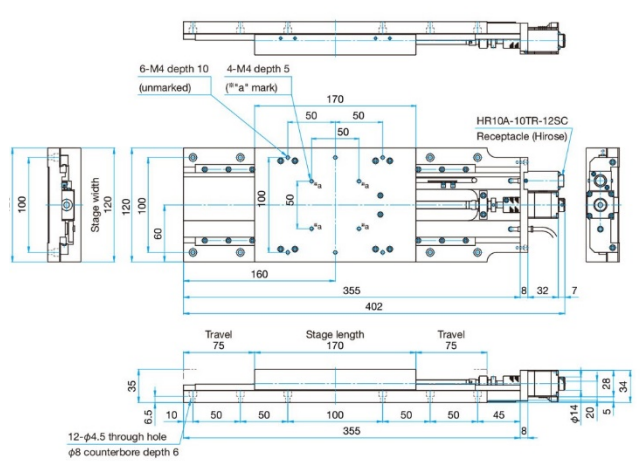 6-M4 depth 10
(unmarked)
4-M4 depth 5
(*"a" mark)
170
50
50
50
HR10A-10TR-12SC
Receptacle (Hirose)
100
Stage width
120
120
100
60
100
50
*a
*a
*a
*a
160
355
8
32
7
402
Travel
75
Stage length
170
Travel
75
35
6.5
10
50
50
100
50
50
45
8
355
φ14
20
28
5
34
12-φ4.5 through hole
φ8 counterbore depth 6